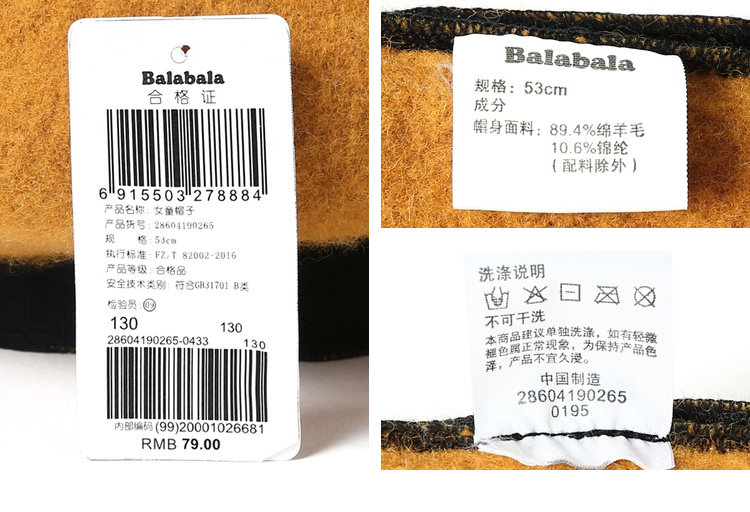 Balabala
合格证
6 915503 278884
产品名称: 女童帽子
产品货号: 28604190265
规 格: 53cm
执行标准: FZ/T 82002-2016
产品等级: 合格品
安全技术类别: 符合GB31701 B类
检验员 09
130
130
28604190265-0433
130
内部编码 (99)20001026681
RMB 79.00
Balabala
规格: 53cm
成分
帽身面料: 89.4%绵羊毛
10.6%锦纶
(配料除外)
洗涤说明
不可干洗
本商品建议单独洗涤, 如有轻微
褪色属正常现象, 为保持产品色
泽, 产品不宜久浸。
中国制造
28604190265
0195